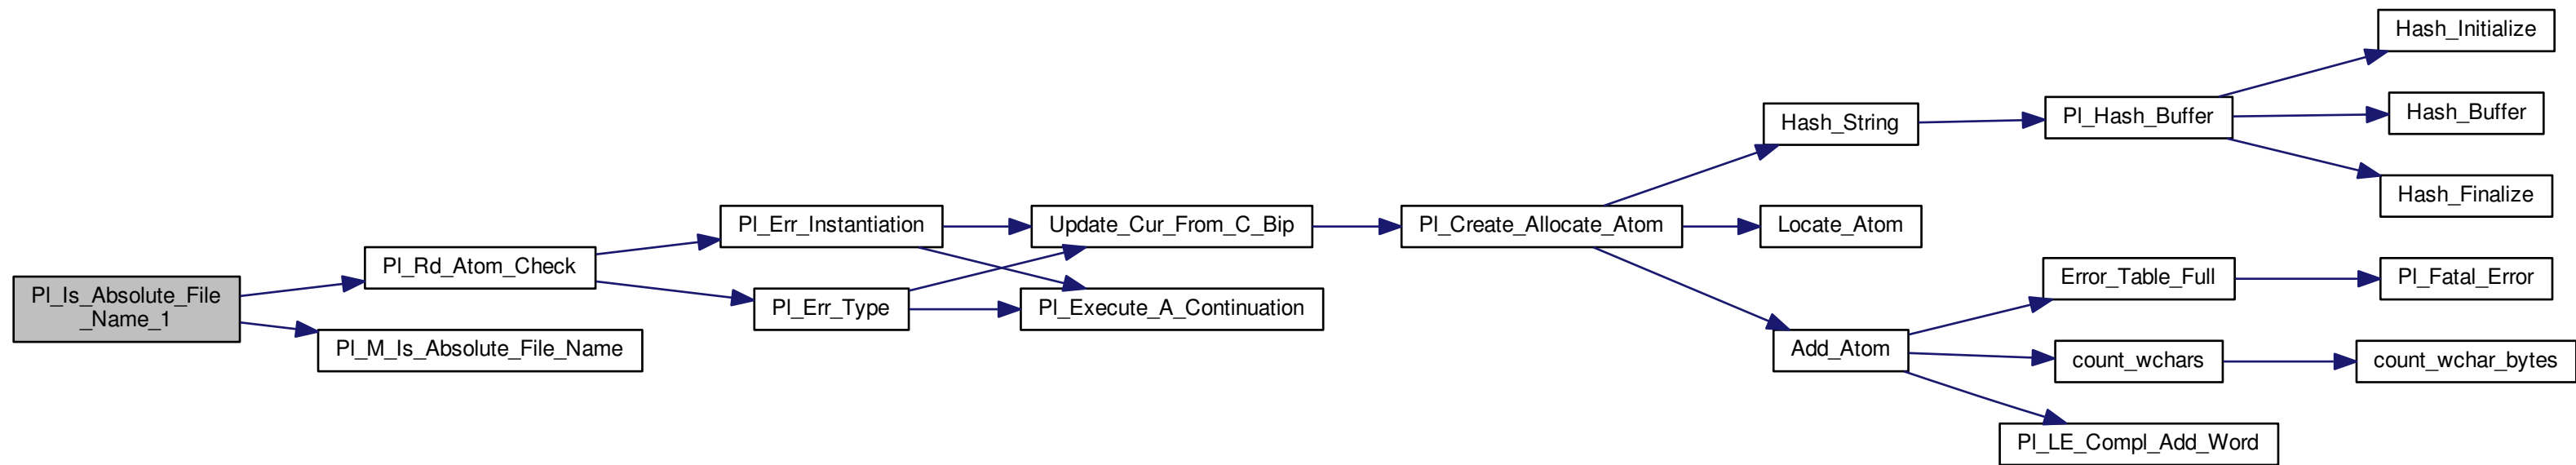 Pl_Is_Absolute_File
_Name_1
Pl_Rd_Atom_Check
Pl_M_Is_Absolute_File_Name
Pl_Err_Instantiation
Pl_Err_Type
Update_Cur_From_C_Bip
Pl_Execute_A_Continuation
Pl_Create_Allocate_Atom
Hash_String
Locate_Atom
Add_Atom
Pl_Hash_Buffer
Error_Table_Full
count_wchars
Pl_LE_Compl_Add_Word
Hash_Initialize
Hash_Buffer
Hash_Finalize
Pl_Fatal_Error
count_wchar_bytes